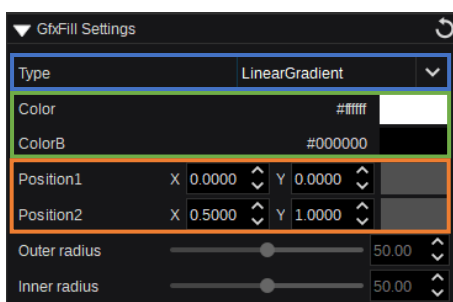 GfxFill Settings
Type LinearGradient
Color #ffffff
ColorB #000000
Position1 X 0.0000 Y 0.0000
Position2 X 0.5000 Y 1.0000
Outer radius 50.00
Inner radius 50.00